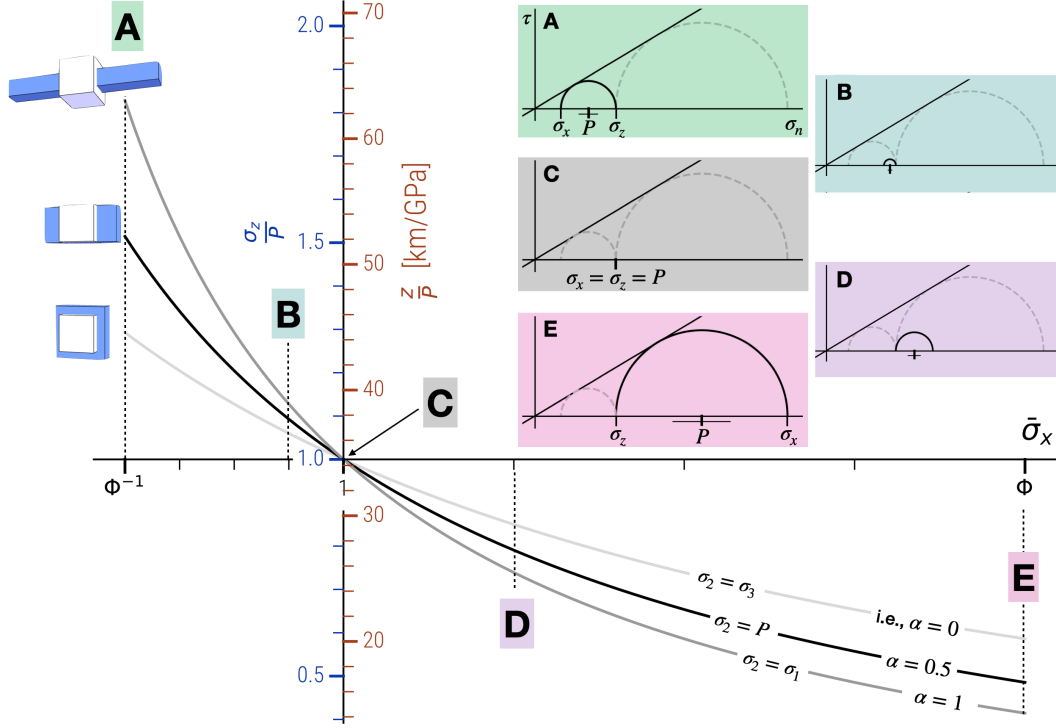 A
B
C
D
E
2.0
1.5
1.0
0.5
σz/P
70
60
50
40
30
20
z/P [km/GPa]
Φ⁻¹
1
Φ
σ̄x
σ₂ = σ₃
i.e., α = 0
σ₂ = P
α = 0.5
σ₂ = σ₁
α = 1
A
τ
σx P σz σn
B
C
σx = σz = P
D
E
σz P σx